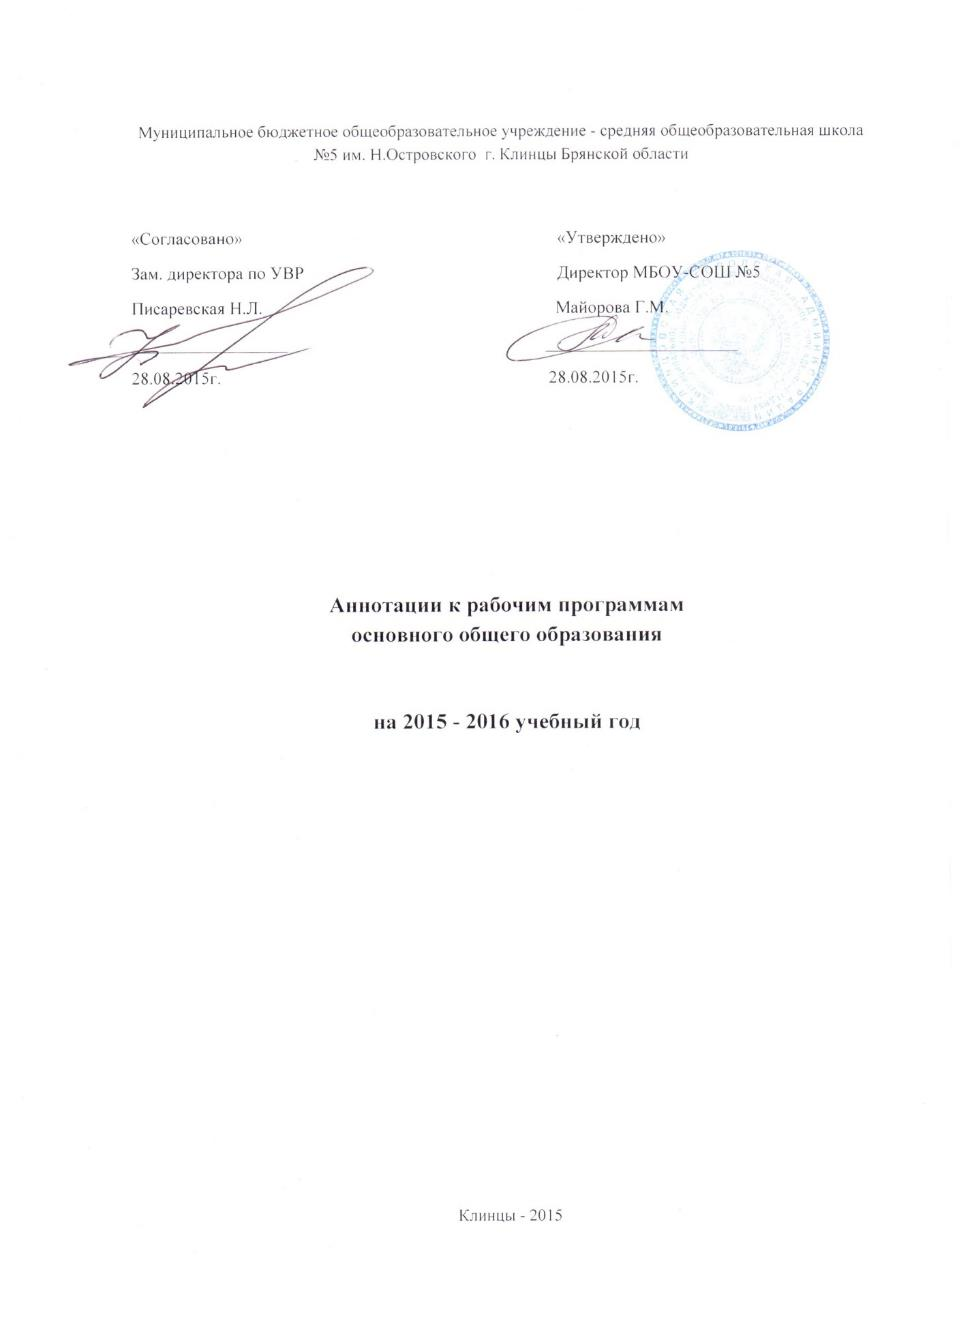 Муниципальное бюджетное общеобразовательное учреждение - средняя общеобразовательная школа
№5 им. Н.Островского г. Клинцы Брянской области
«Согласовано»
Зам. директора по УВР
Писаревская Н.Л.
28.08.2015г.
«Утверждено»
Директор МБОУ-СОШ №5
Майорова Г.М.
28.08.2015г.
Аннотации к рабочим программам
основного общего образования
на 2015 - 2016 учебный год
Клинцы - 2015